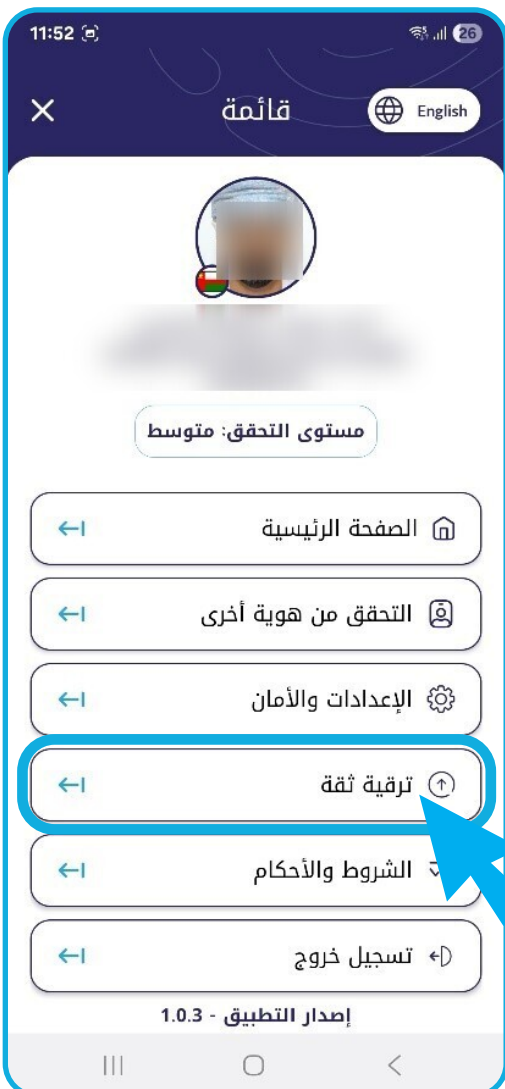 11:52
26
قائمة
English
مستوى التحقق: متوسط
الصفحة الرئيسية
التحقق من هوية أخرى
الإعدادات والأمان
ترقية ثقة
الشروط والأحكام
تسجيل خروج
إصدار التطبيق - 1.0.3